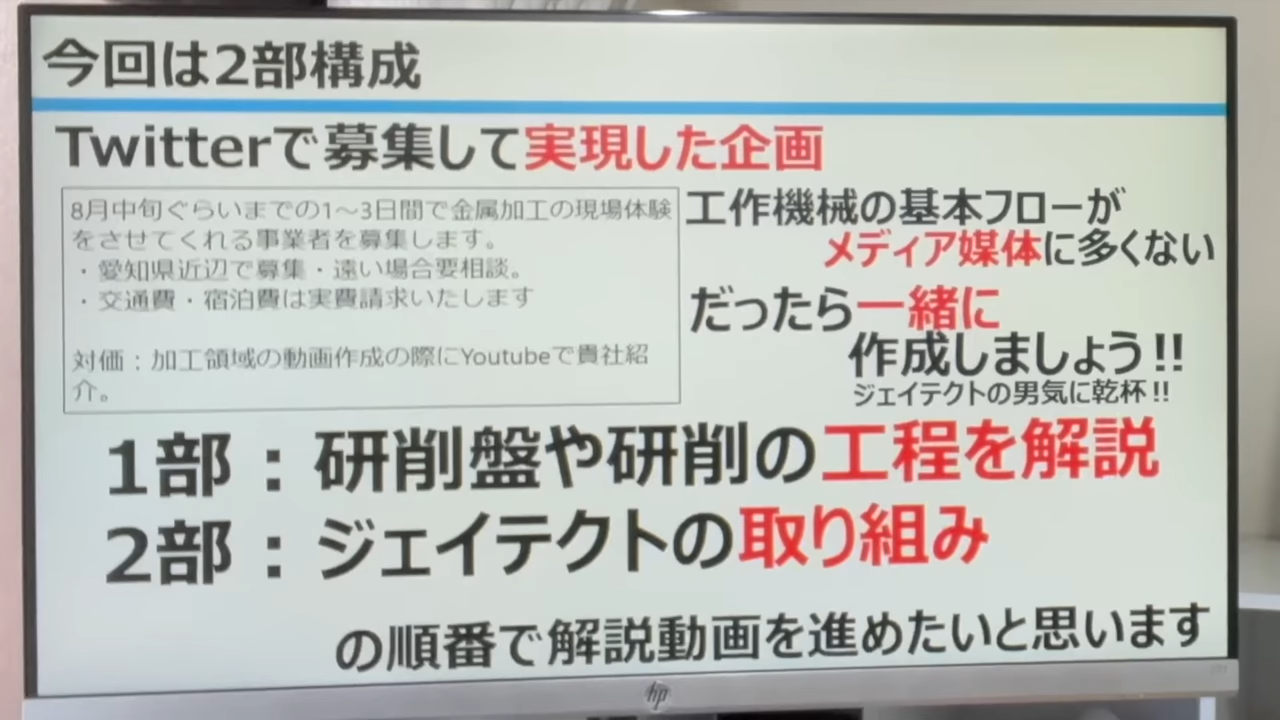 今回は2部構成
Twitterで募集して実現した企画
8月中旬ぐらいまでの1〜3日間で金属加工の現場体験
をさせてくれる事業者を募集します。
・愛知県近辺で募集・遠い場合要相談。
・交通費・宿泊費は実費請求いたします
対価：加工領域の動画作成の際にYoutubeで貴社紹
介。
工作機械の基本フローが
メディア媒体に多くない
だったら一緒に
作成しましょう!!
ジェイテクトの男気に乾杯!!
1部：研削盤や研削の工程を解説
2部：ジェイテクトの取り組み
の順番で解説動画を進めたいと思います
hp